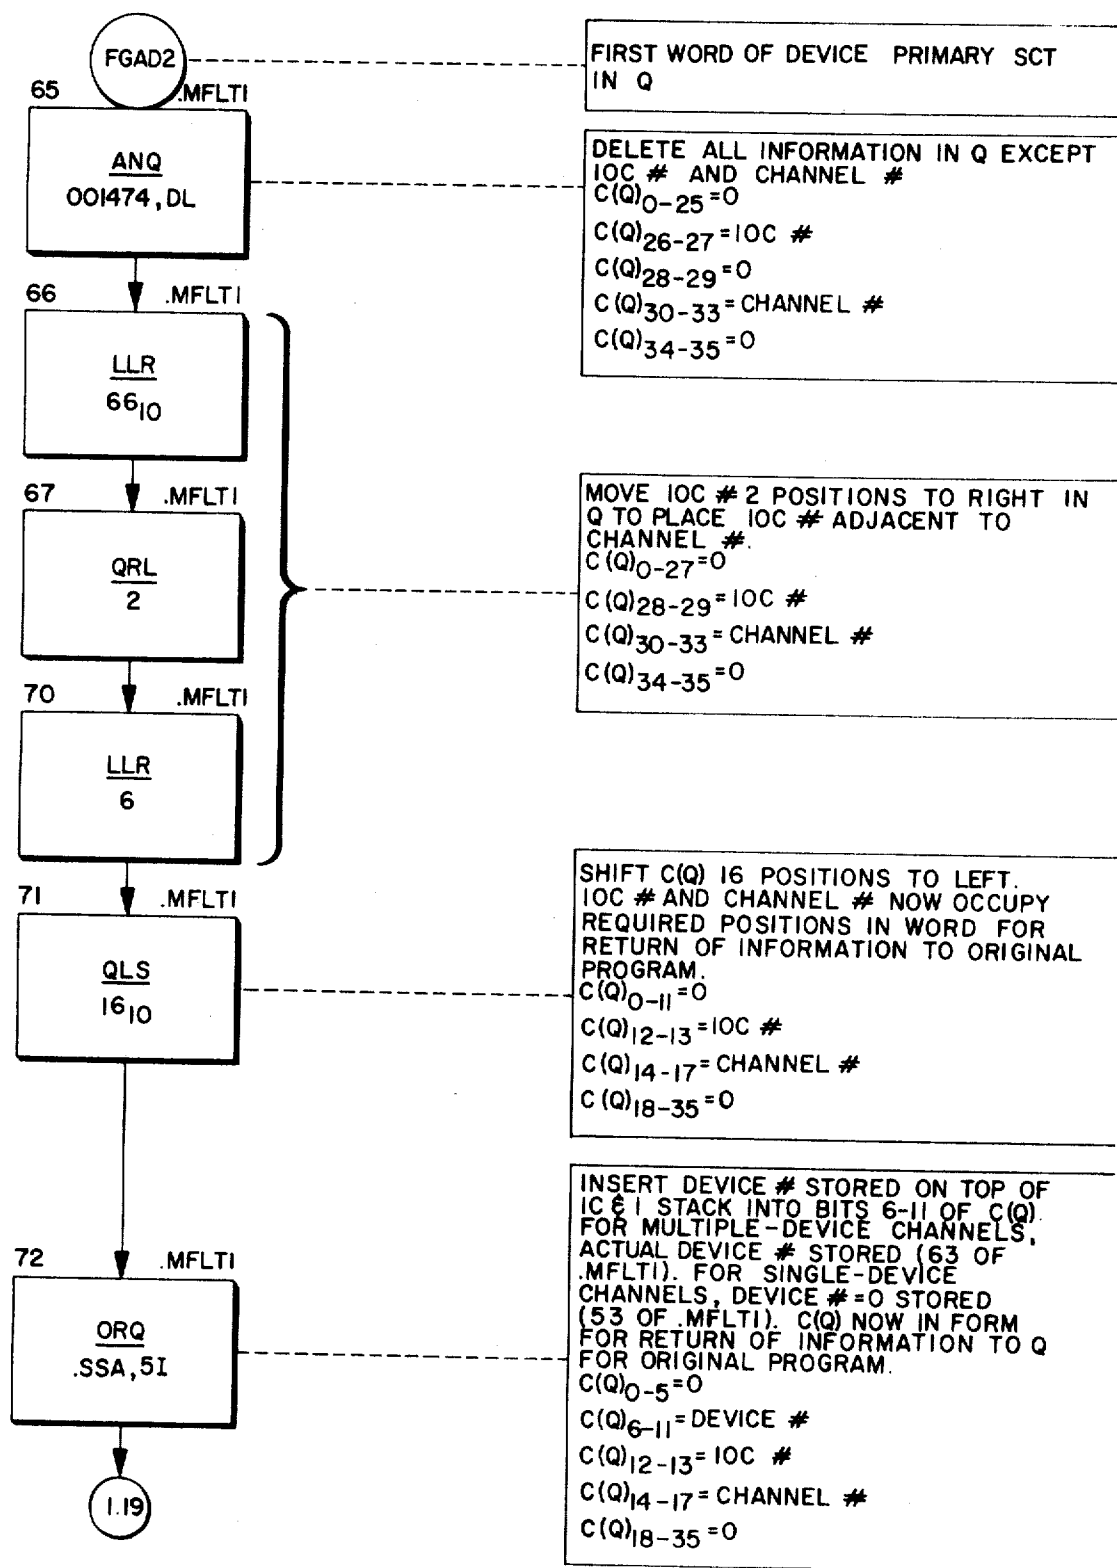 FGAD2
FIRST WORD OF DEVICE PRIMARY SCT
IN Q
65 .MFLTI
ANQ
001474,DL
DELETE ALL INFORMATION IN Q EXCEPT
IOC # AND CHANNEL #
C(Q)0-25=0
C(Q)26-27=IOC #
C(Q)28-29=0
C(Q)30-33=CHANNEL #
C(Q)34-35=0
66 .MFLTI
LLR
6610
67 .MFLTI
QRL
2
70 .MFLTI
LLR
6
MOVE IOC # 2 POSITIONS TO RIGHT IN
Q TO PLACE IOC # ADJACENT TO
CHANNEL #.
C(Q)0-27=0
C(Q)28-29=IOC #
C(Q)30-33=CHANNEL #
C(Q)34-35=0
71 .MFLTI
QLS
1610
SHIFT C(Q) 16 POSITIONS TO LEFT.
IOC # AND CHANNEL # NOW OCCUPY
REQUIRED POSITIONS IN WORD FOR
RETURN OF INFORMATION TO ORIGINAL
PROGRAM.
C(Q)0-11=0
C(Q)12-13=IOC #
C(Q)14-17=CHANNEL #
C(Q)18-35=0
72 .MFLTI
ORQ
.SSA,5I
INSERT DEVICE # STORED ON TOP OF
IC & I STACK INTO BITS 6-11 OF C(Q).
FOR MULTIPLE-DEVICE CHANNELS,
ACTUAL DEVICE # STORED (63 OF
.MFLTI). FOR SINGLE-DEVICE
CHANNELS, DEVICE #=0 STORED
(53 OF .MFLTI). C(Q) NOW IN FORM
FOR RETURN OF INFORMATION TO Q
FOR ORIGINAL PROGRAM.
C(Q)0-5=0
C(Q)6-11=DEVICE #
C(Q)12-13=IOC #
C(Q)14-17=CHANNEL #
C(Q)18-35=0
1.19